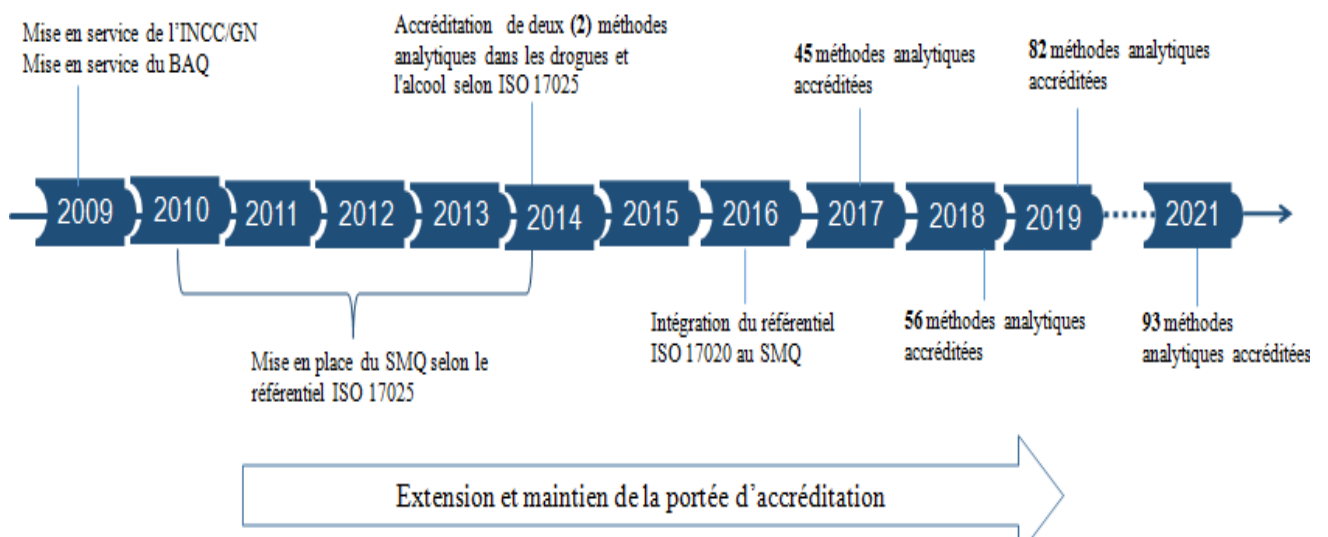 Mise en service de l'INCC/GN
Mise en service du BAQ
Accréditation de deux (2) méthodes
analytiques dans les drogues et
l'alcool selon ISO 17025
45 méthodes analytiques
accréditées
82 méthodes analytiques
accréditées
2009
2010
2011
2012
2013
2014
2015
2016
2017
2018
2019
2021
Mise en place du SMQ selon le
référentiel ISO 17025
Intégration du référentiel
ISO 17020 au SMQ
56 méthodes analytiques
accréditées
93 méthodes
analytiques accréditées
Extension et maintien de la portée d'accréditation